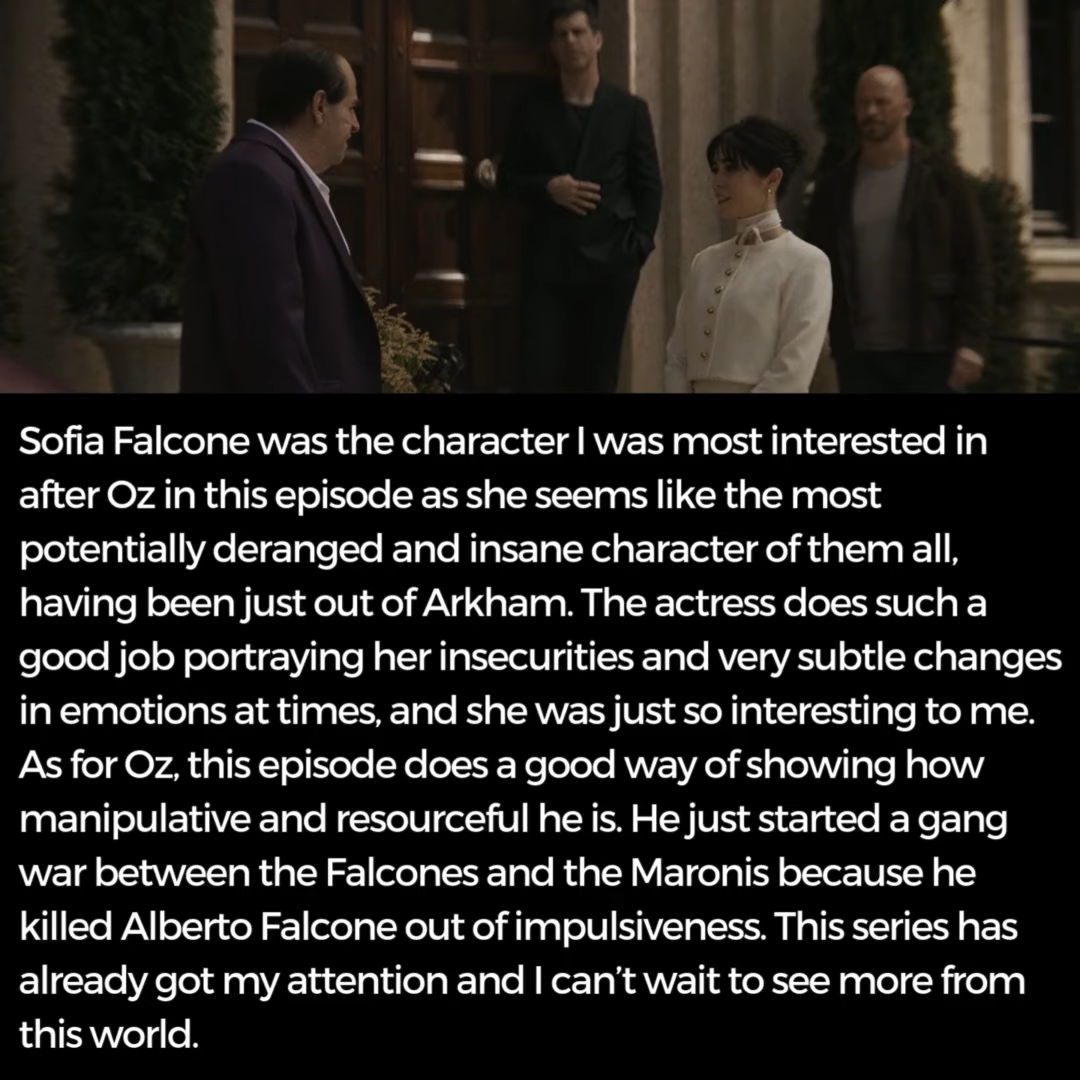 Sofia Falcone was the character I was most interested in
after Oz in this episode as she seems like the most
potentially deranged and insane character of them all,
having been just out of Arkham. The actress does such a
good job portraying her insecurities and very subtle changes
in emotions at times, and she was just so interesting to me.
As for Oz, this episode does a good way of showing how
manipulative and resourceful he is. He just started a gang
war between the Falcones and the Maronis because he
killed Alberto Falcone out of impulsiveness. This series has
already got my attention and I can’t wait to see more from
this world.